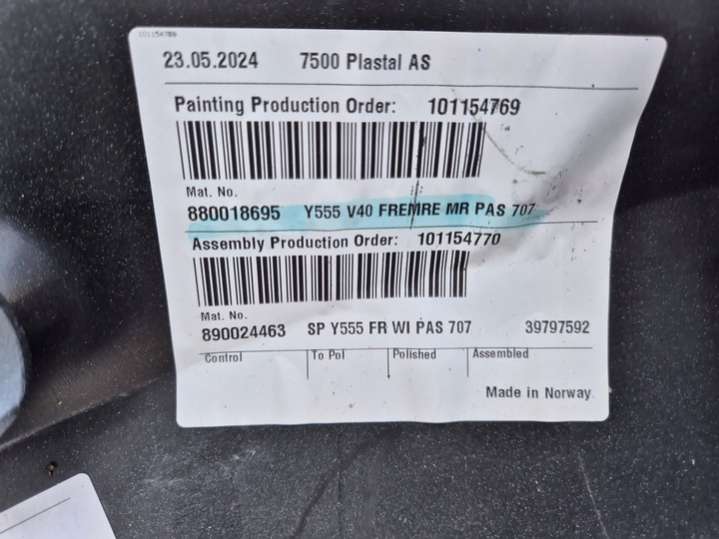 101154769
23.05.2024 7500 Plastal AS
Painting Production Order: 101154769
Mat. No.
880018695 Y555 V40 FREMRE MR PAS 707
Assembly Production Order: 101154770
Mat. No.
890024463 SP Y555 FR WI PAS 707 39797592
Control To Pol Polished Assembled
Made in Norway